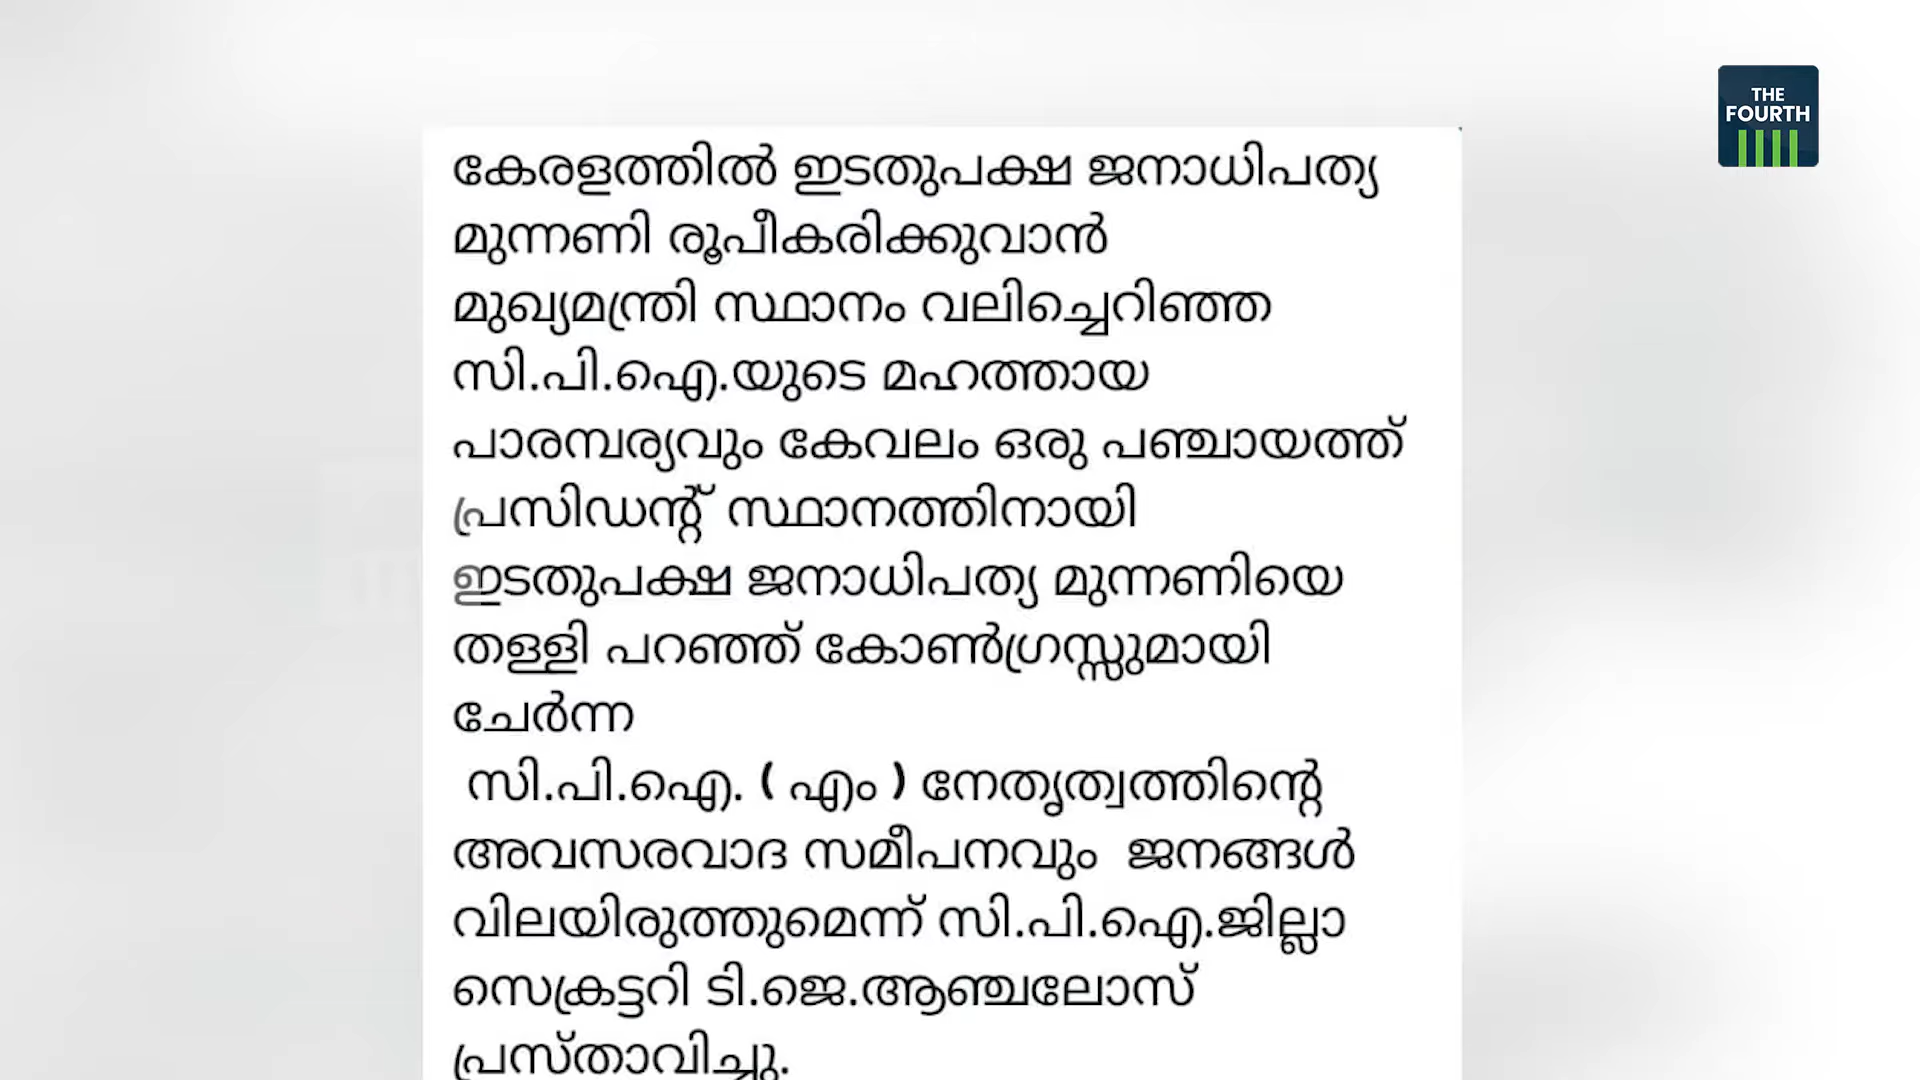 THE
FOURTH
കേരളത്തിൽ ഇടതുപക്ഷ ജനാധിപത്യ
മുന്നണി രൂപീകരിക്കുവാൻ
മുഖ്യമന്ത്രി സ്ഥാനം വലിച്ചെറിഞ്ഞ
സി.പി.ഐ.യുടെ മഹത്തായ
പാരമ്പര്യവും കേവലം ഒരു പഞ്ചായത്ത്
പ്രസിഡന്റ് സ്ഥാനത്തിനായി
ഇടതുപക്ഷ ജനാധിപത്യ മുന്നണിയെ
തള്ളി പറഞ്ഞ് കോൺഗ്രസ്സുമായി
ചേർന്ന
സി.പി.ഐ. ( എം ) നേതൃത്വത്തിന്റെ
അവസരവാദ സമീപനവും ജനങ്ങൾ
വിലയിരുത്തുമെന്ന് സി.പി.ഐ.ജില്ലാ
സെക്രട്ടറി ടി.ജെ.ആഞ്ചലോസ്
പ്രസ്താവിച്ചു.